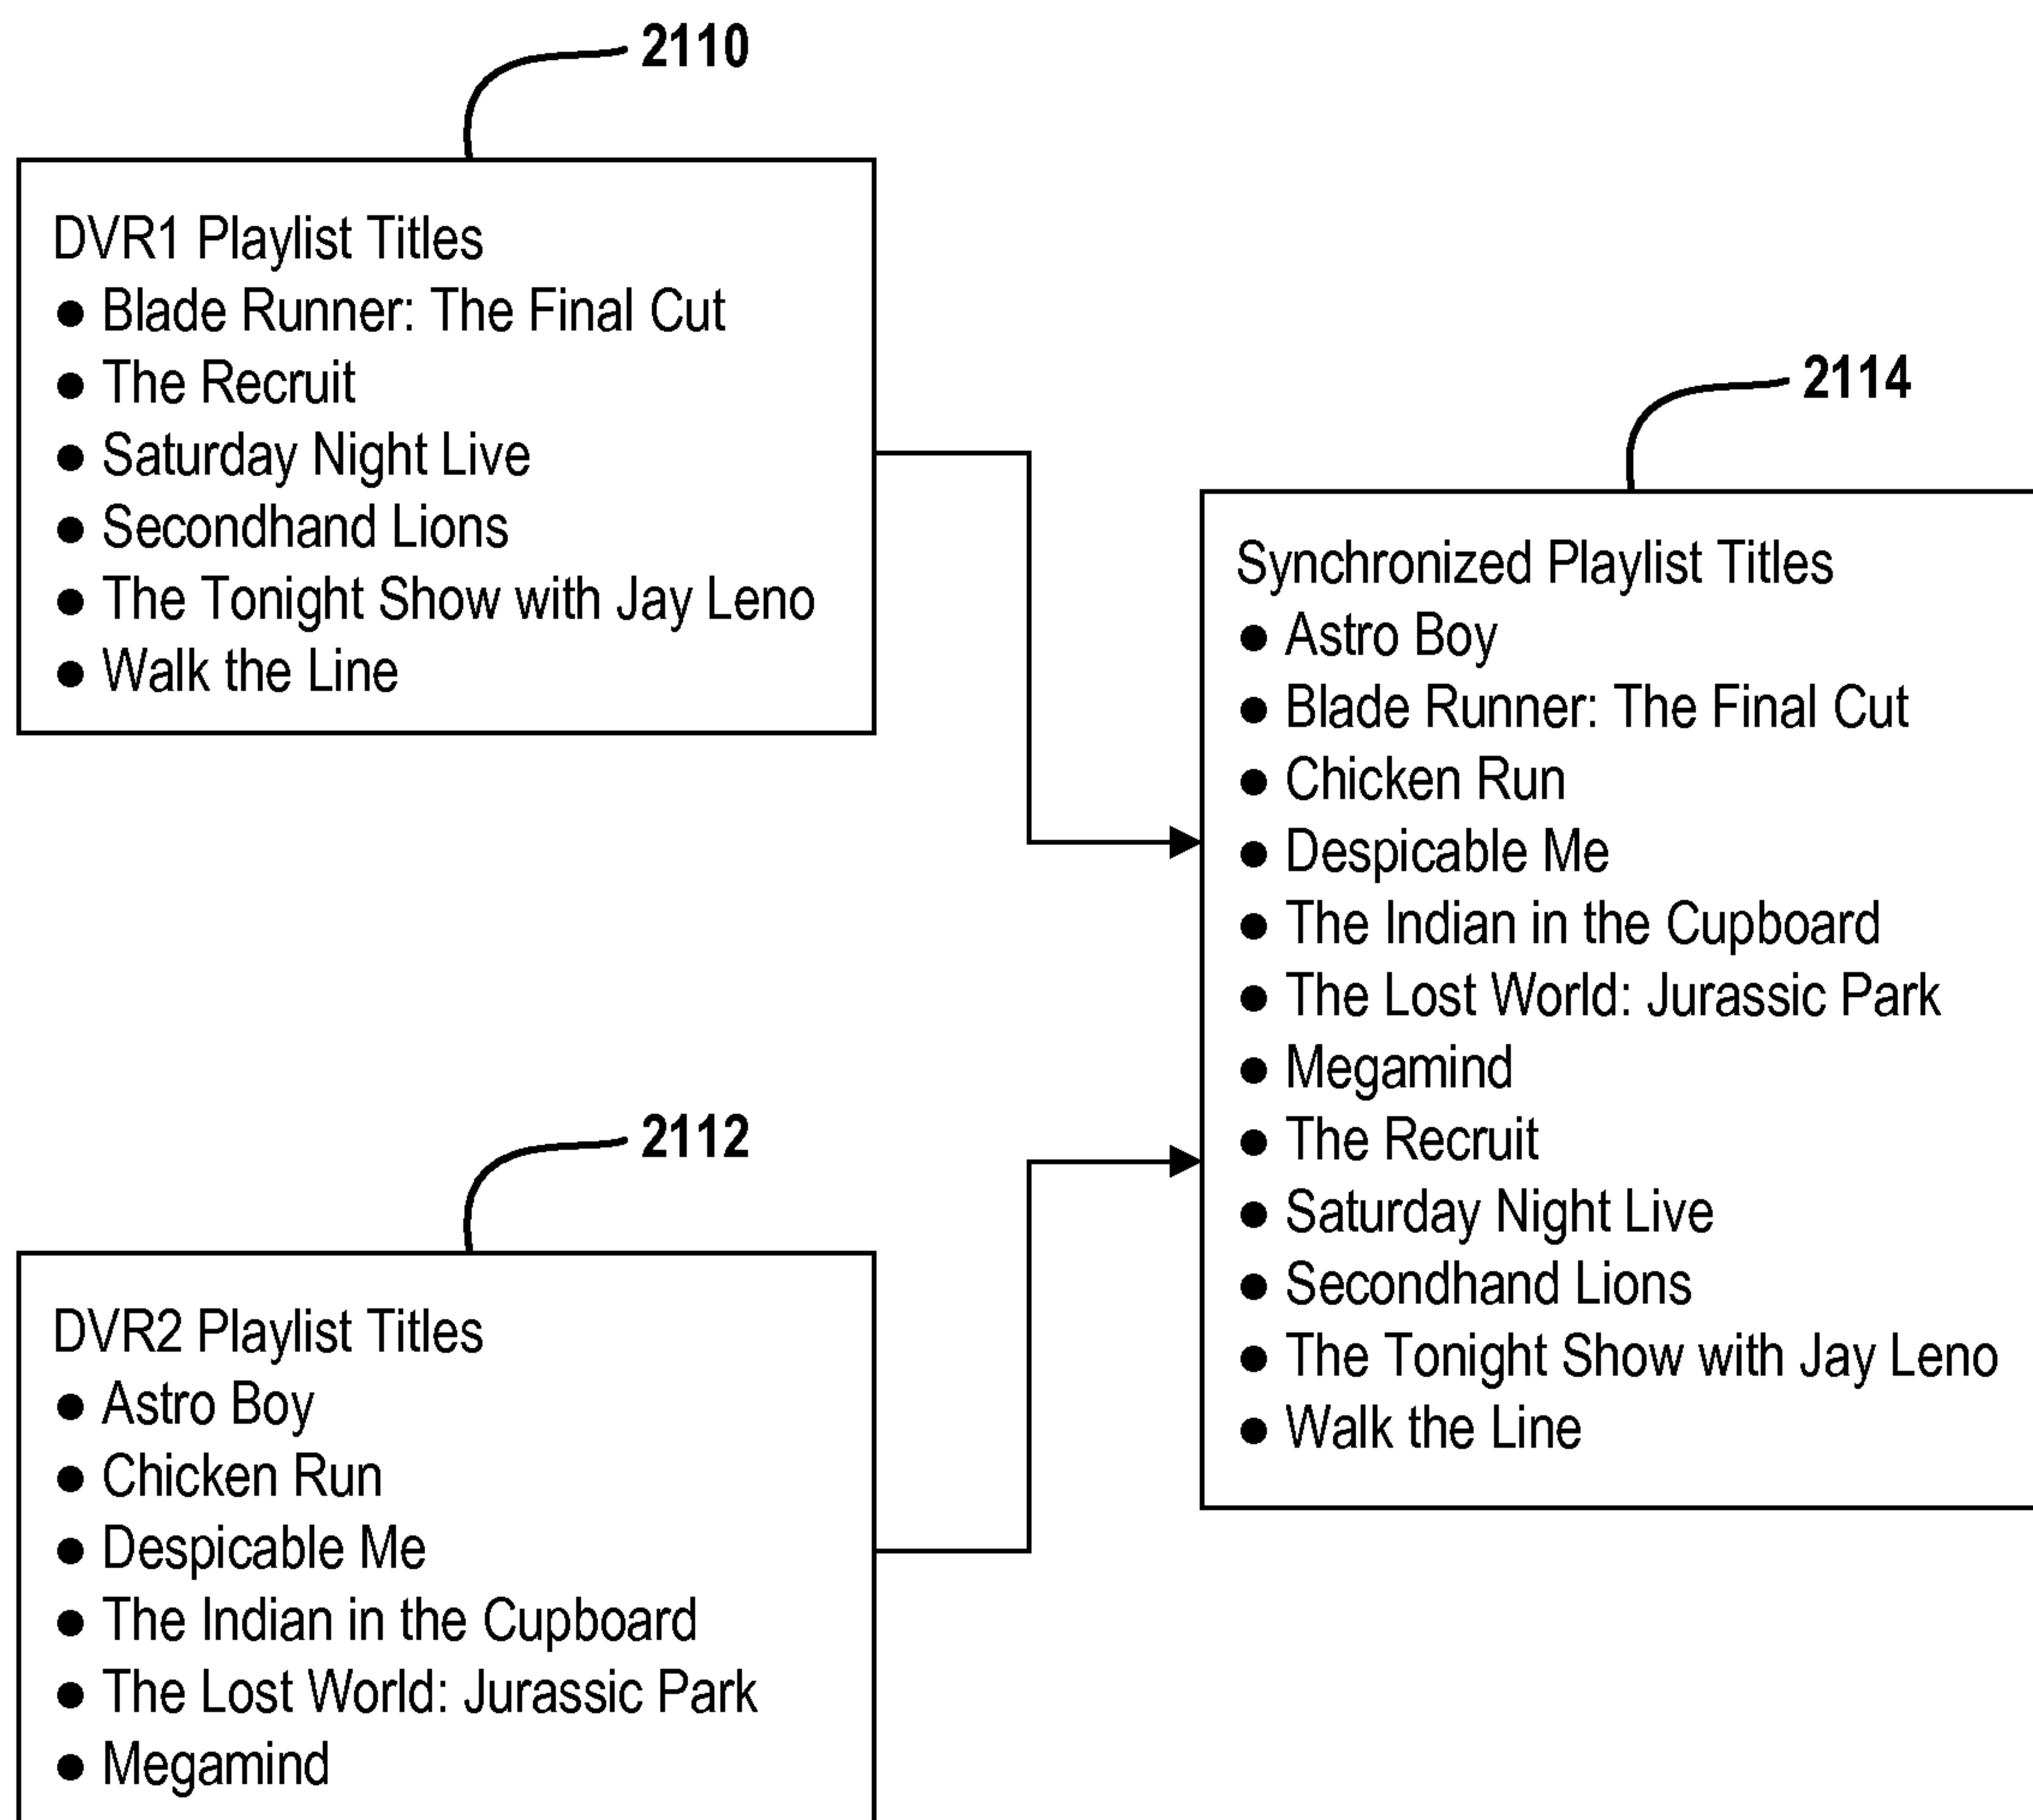 2110
DVR1 Playlist Titles
● Blade Runner: The Final Cut
● The Recruit
● Saturday Night Live
● Secondhand Lions
● The Tonight Show with Jay Leno
● Walk the Line
2114
Synchronized Playlist Titles
● Astro Boy
● Blade Runner: The Final Cut
● Chicken Run
● Despicable Me
● The Indian in the Cupboard
● The Lost World: Jurassic Park
● Megamind
● The Recruit
● Saturday Night Live
● Secondhand Lions
● The Tonight Show with Jay Leno
● Walk the Line
2112
DVR2 Playlist Titles
● Astro Boy
● Chicken Run
● Despicable Me
● The Indian in the Cupboard
● The Lost World: Jurassic Park
● Megamind